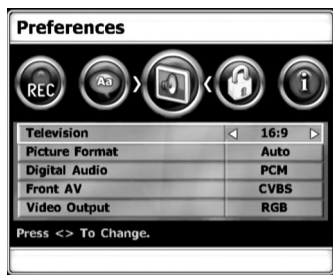 Preferences
REC Aa i
Television 16:9
Picture Format Auto
Digital Audio PCM
Front AV CVBS
Video Output RGB
Press <> To Change.